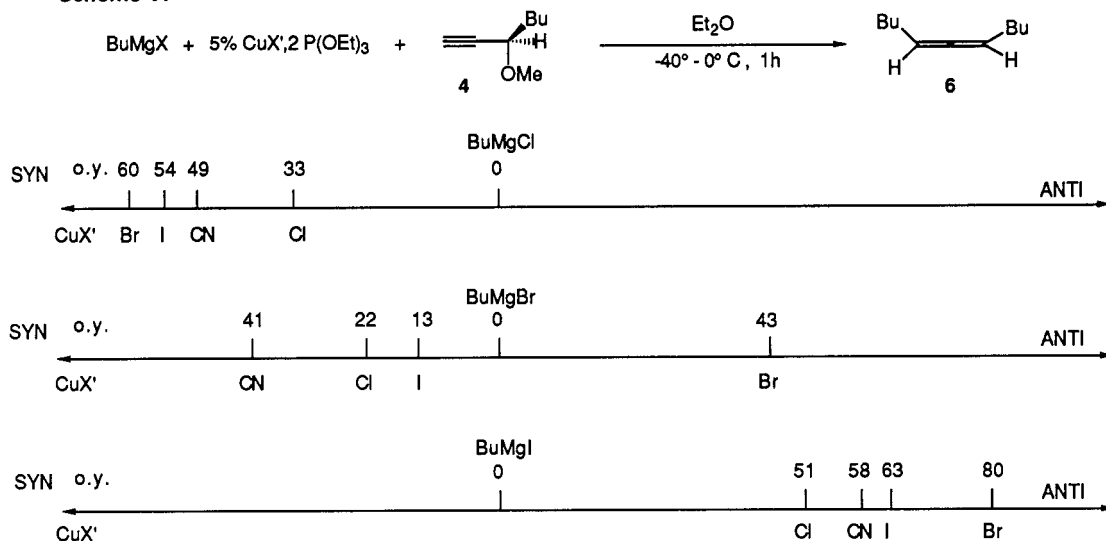 Bu
Et₂O
BuMgX + 5% CuX',2 P(OEt)₃ +
H
OMe
4
-40° - 0° C, 1h
Bu
Bu
H
H
6
BuMgCl
SYN o.y. 60 54 49 33 0 ANTI
CuX' Br I CN Cl
BuMgBr
SYN o.y. 41 22 13 0 43 ANTI
CuX' CN Cl I Br
BuMgI
SYN o.y. 0 51 58 63 80 ANTI
CuX' Cl CN I Br